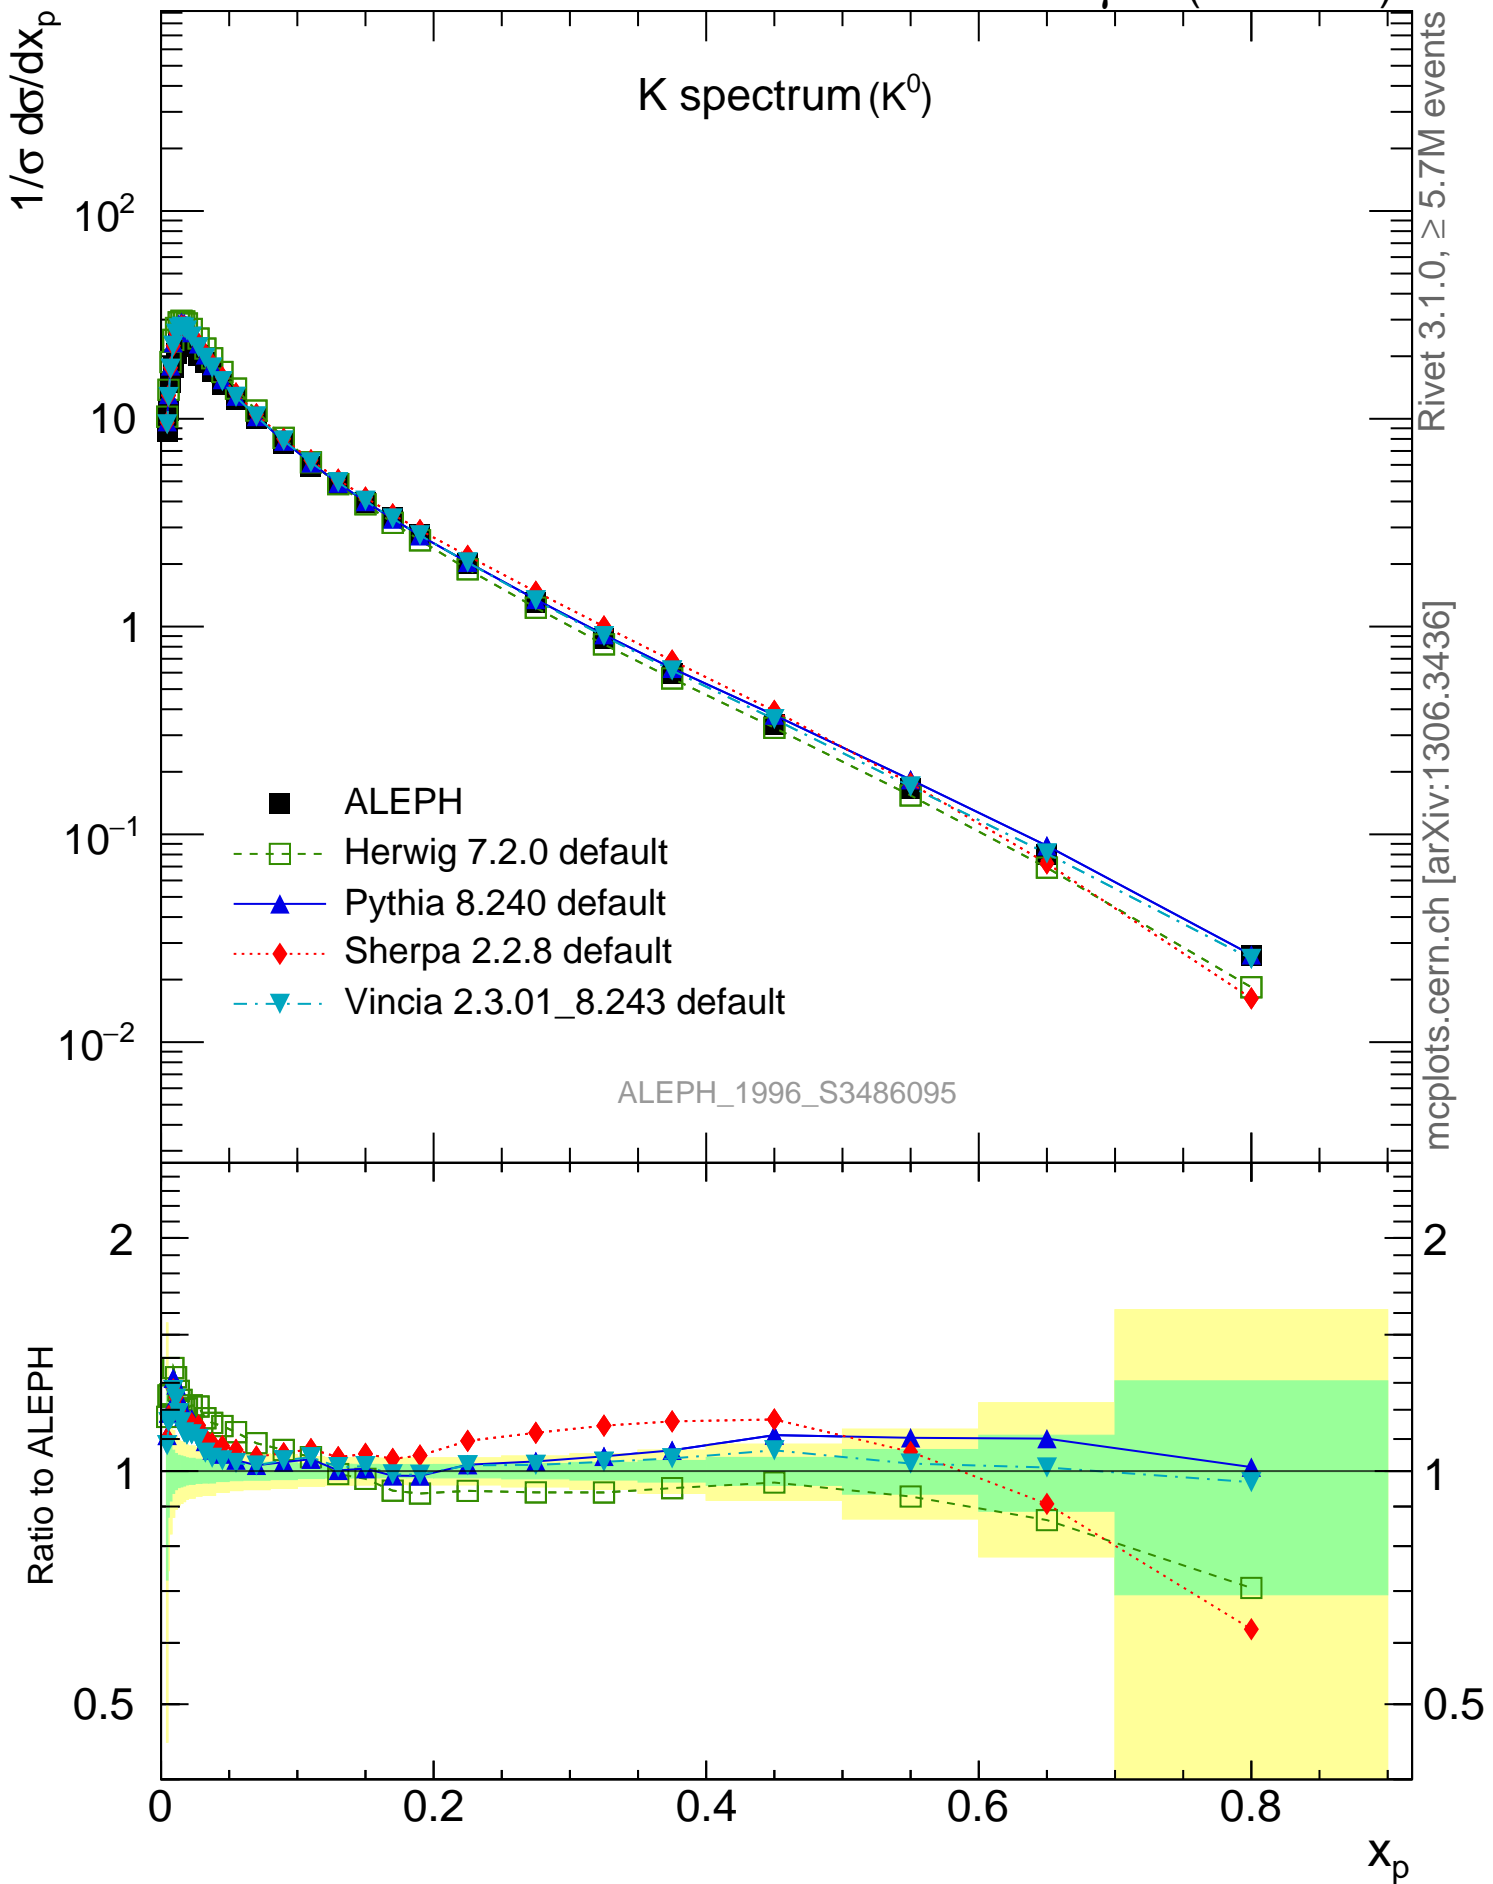 1/σ dσ/dxₚ
K spectrum (K⁰)
10²
10
1
10⁻¹
10⁻²
ALEPH
Herwig 7.2.0 default
Pythia 8.240 default
Sherpa 2.2.8 default
Vincia 2.3.01_8.243 default
ALEPH_1996_S3486095
Rivet 3.1.0, ≥ 5.7M events
mcplots.cern.ch [arXiv:1306.3436]
Ratio to ALEPH
2
1
0.5
2
1
0.5
0
0.2
0.4
0.6
0.8
xₚ